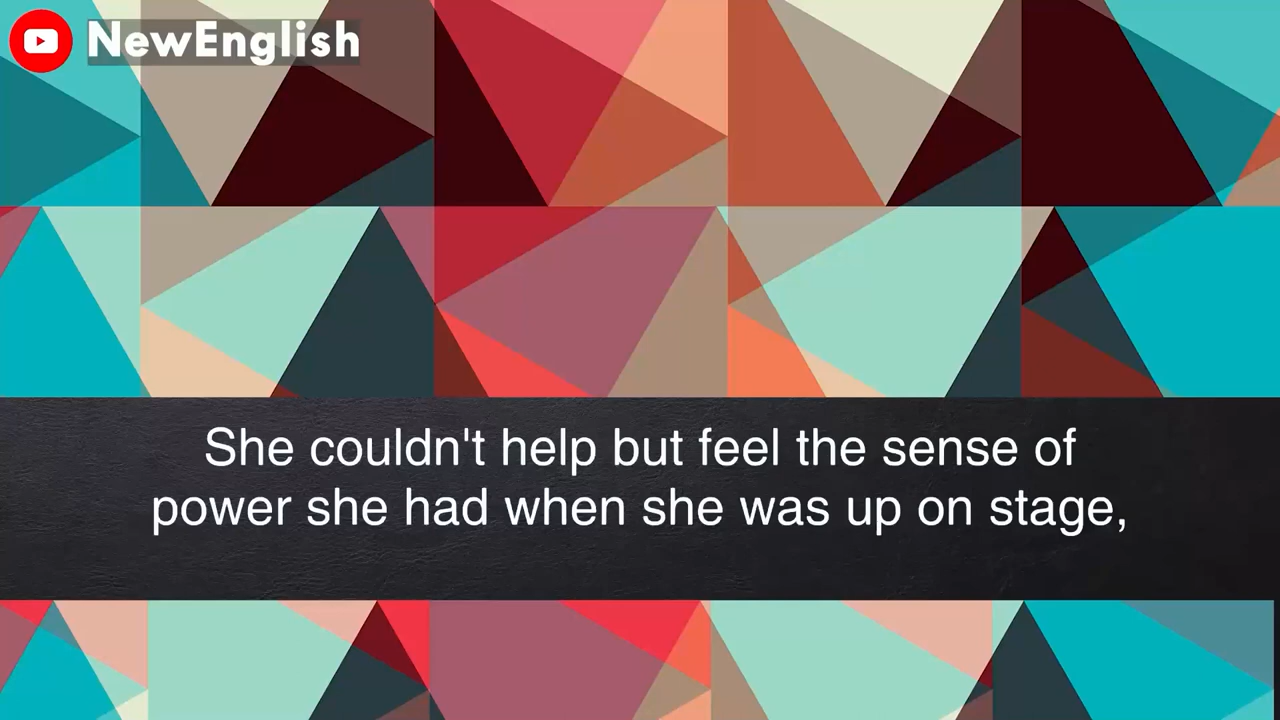 NewEnglish
She couldn't help but feel the sense of
power she had when she was up on stage,